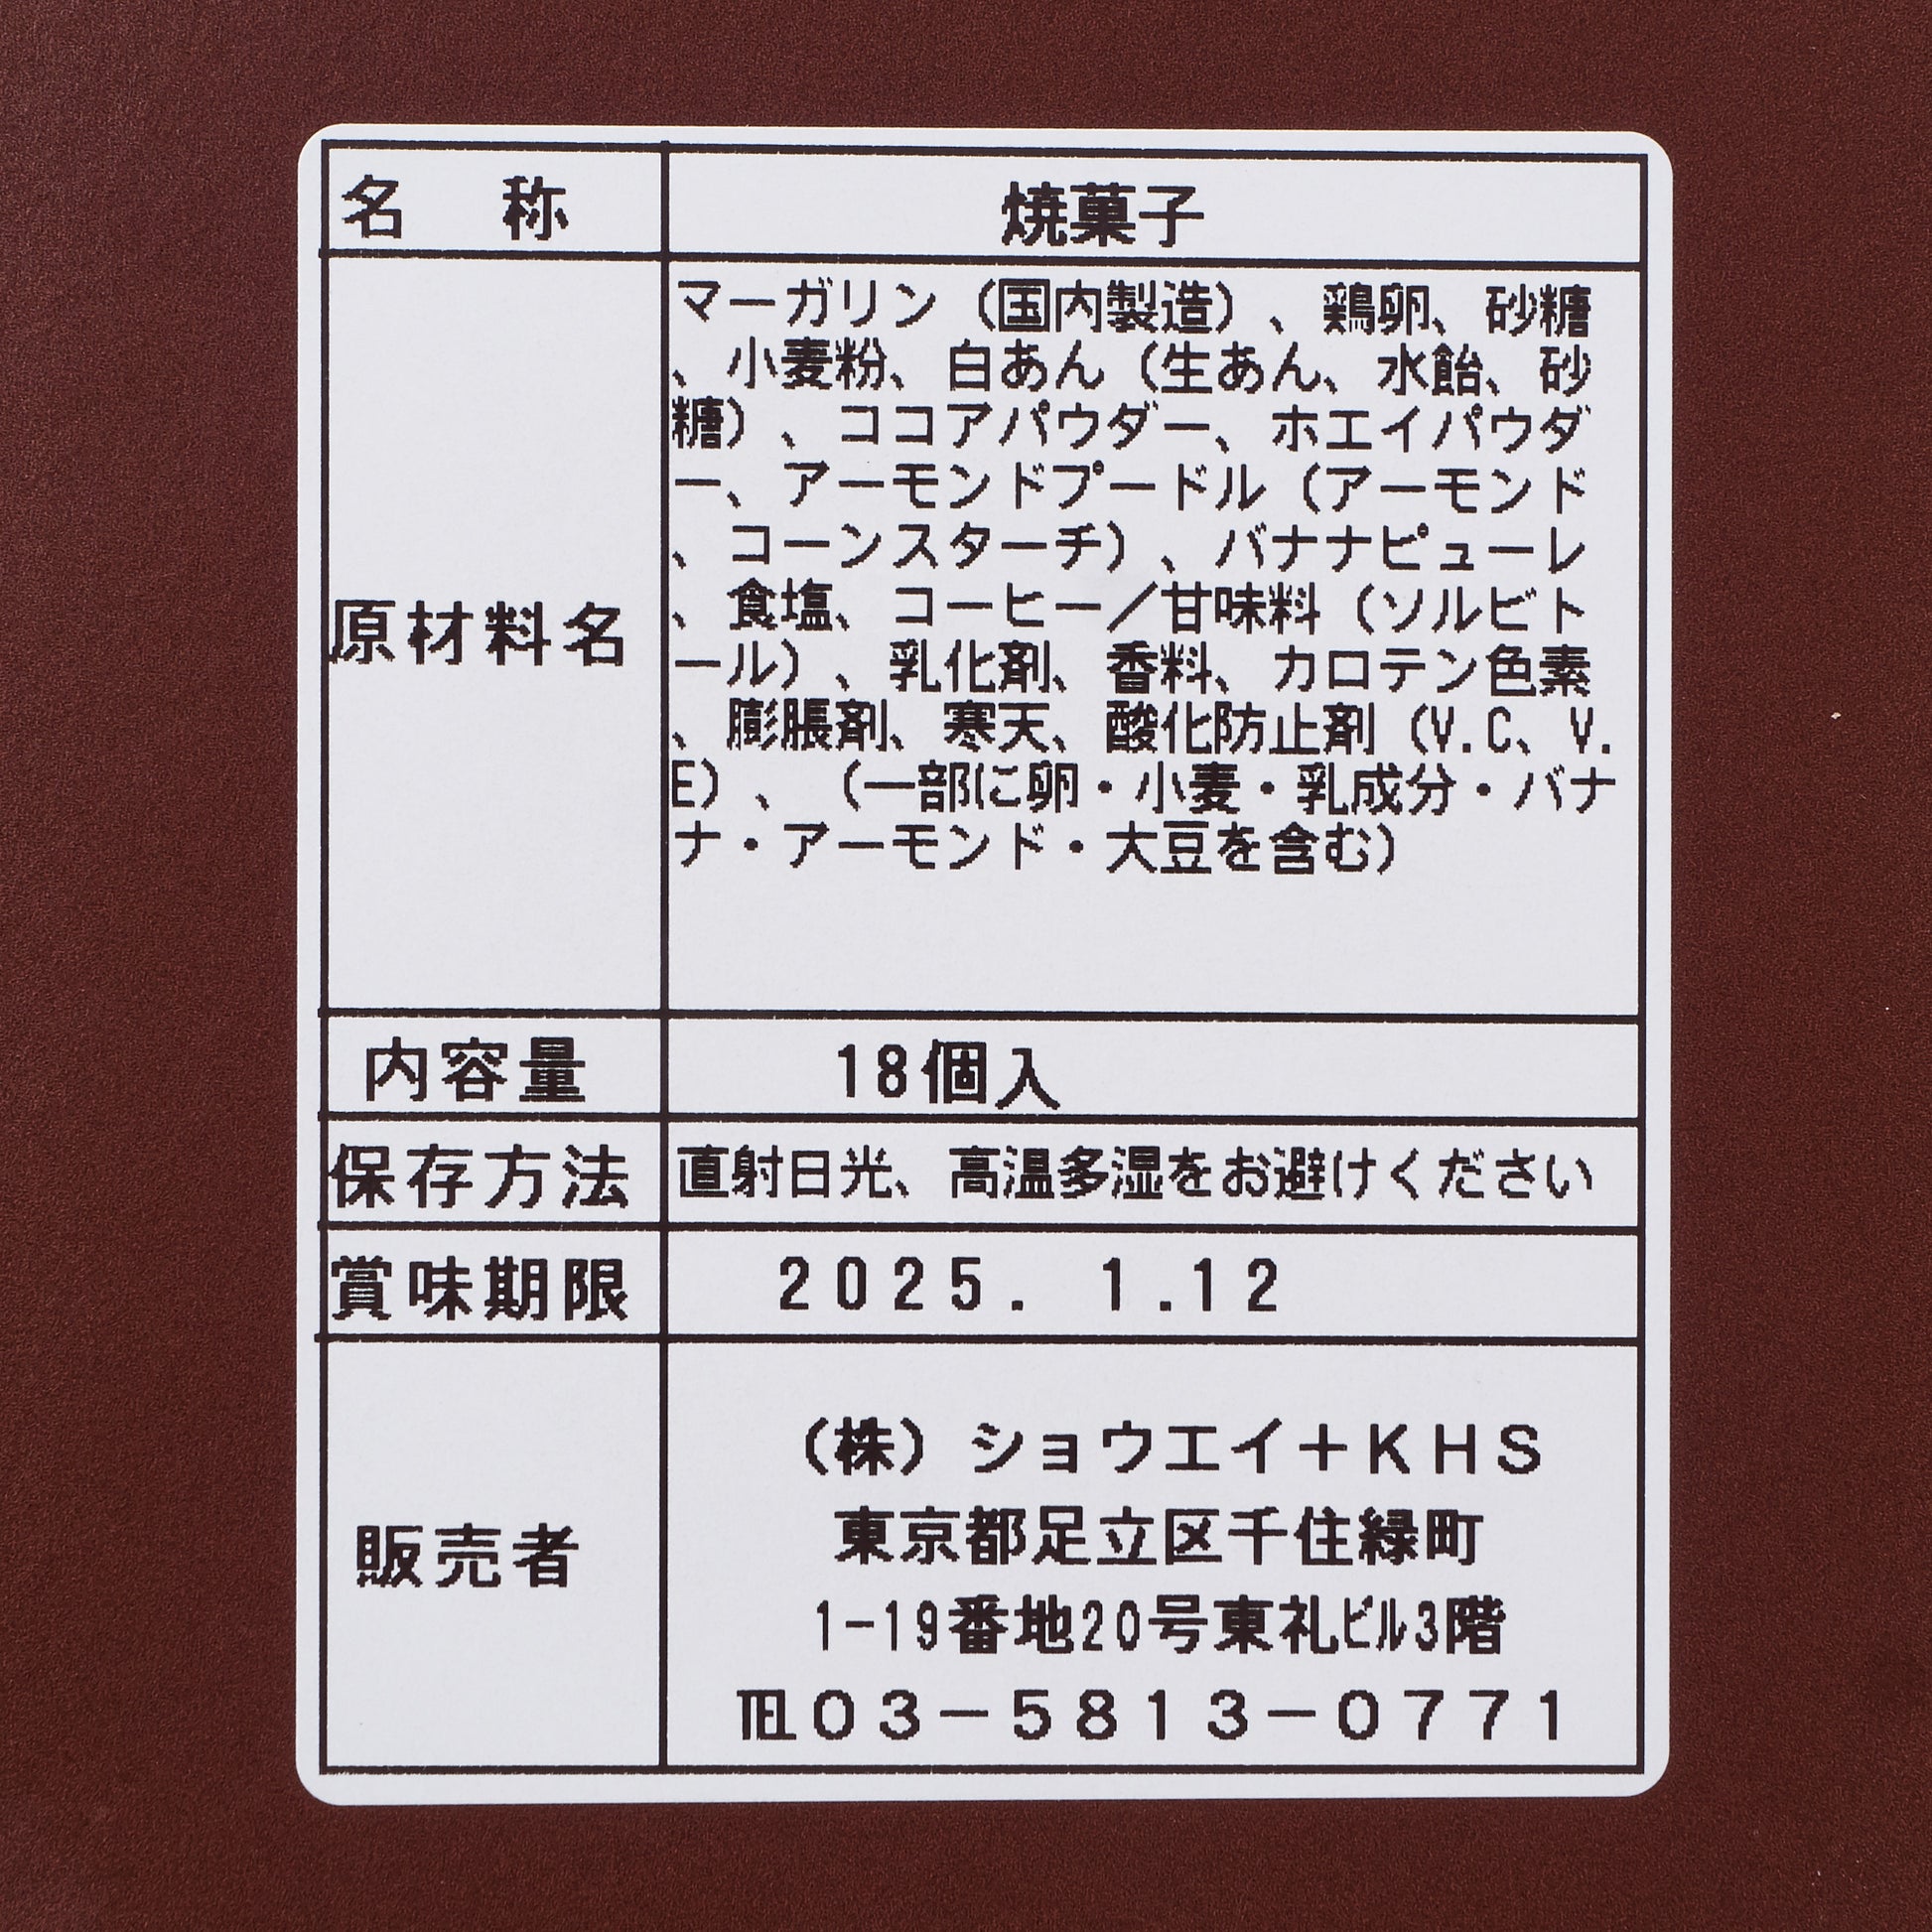 名　称　焼菓子
原材料名
マーガリン（国内製造）、鶏卵、砂糖
、小麦粉、白あん（生あん、水飴、砂
糖）、ココアパウダー、ホエイパウダ
ー、アーモンドプードル（アーモンド
、コーンスターチ）、バナナピューレ
、食塩、コーヒー／甘味料（ソルビト
ール）、乳化剤、香料、カロテン色素
、膨脹剤、寒天、酸化防止剤（V.C、V.
E）、（一部に卵・小麦・乳成分・バナ
ナ・アーモンド・大豆を含む）
内容量　18個入
保存方法　直射日光、高温多湿をお避けください
賞味期限　2025. 1.12
販売者
（株）ショウエイ＋ＫＨＳ
東京都足立区千住緑町
1-19番地20号東礼ﾋﾞﾙ3階
℡０３－５８１３－０７７１